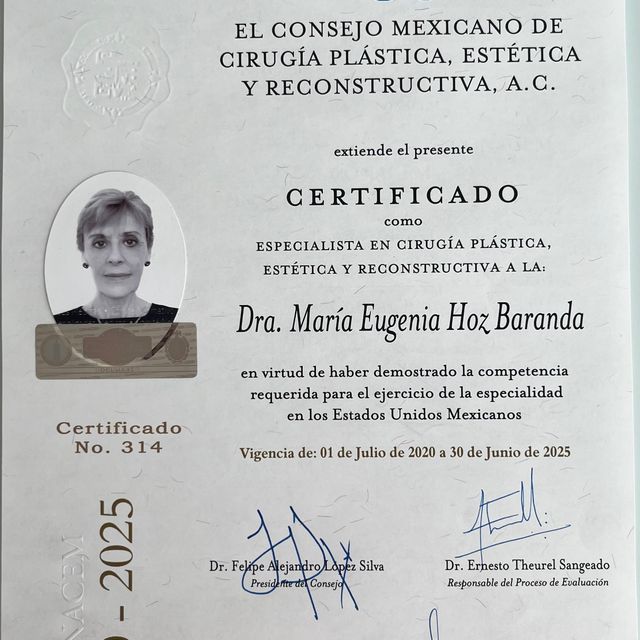 EL CONSEJO MEXICANO DE
CIRUGÍA PLÁSTICA, ESTÉTICA
Y RECONSTRUCTIVA, A.C.
extiende el presente
CERTIFICADO
como
ESPECIALISTA EN CIRUGÍA PLÁSTICA,
ESTÉTICA Y RECONSTRUCTIVA A LA:
Dra. María Eugenia Hoz Baranda
en virtud de haber demostrado la competencia
requerida para el ejercicio de la especialidad
en los Estados Unidos Mexicanos
Certificado
No. 314
Vigencia de: 01 de Julio de 2020 a 30 de Junio de 2025
Dr. Felipe Alejandro López Silva
Presidente del Consejo
Dr. Ernesto Theurel Sangeado
Responsable del Proceso de Evaluación
NACEM
- 2025